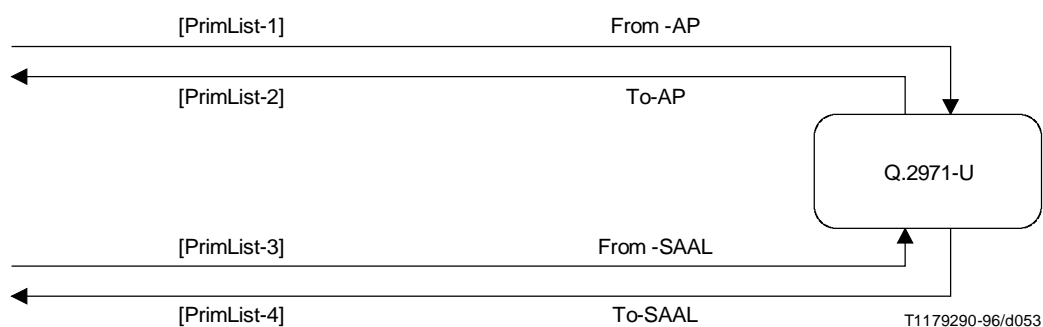 [PrimList-1] From -AP
[PrimList-2] To-AP
Q.2971-U
[PrimList-3] From -SAAL
[PrimList-4] To-SAAL
T1179290-96/d053